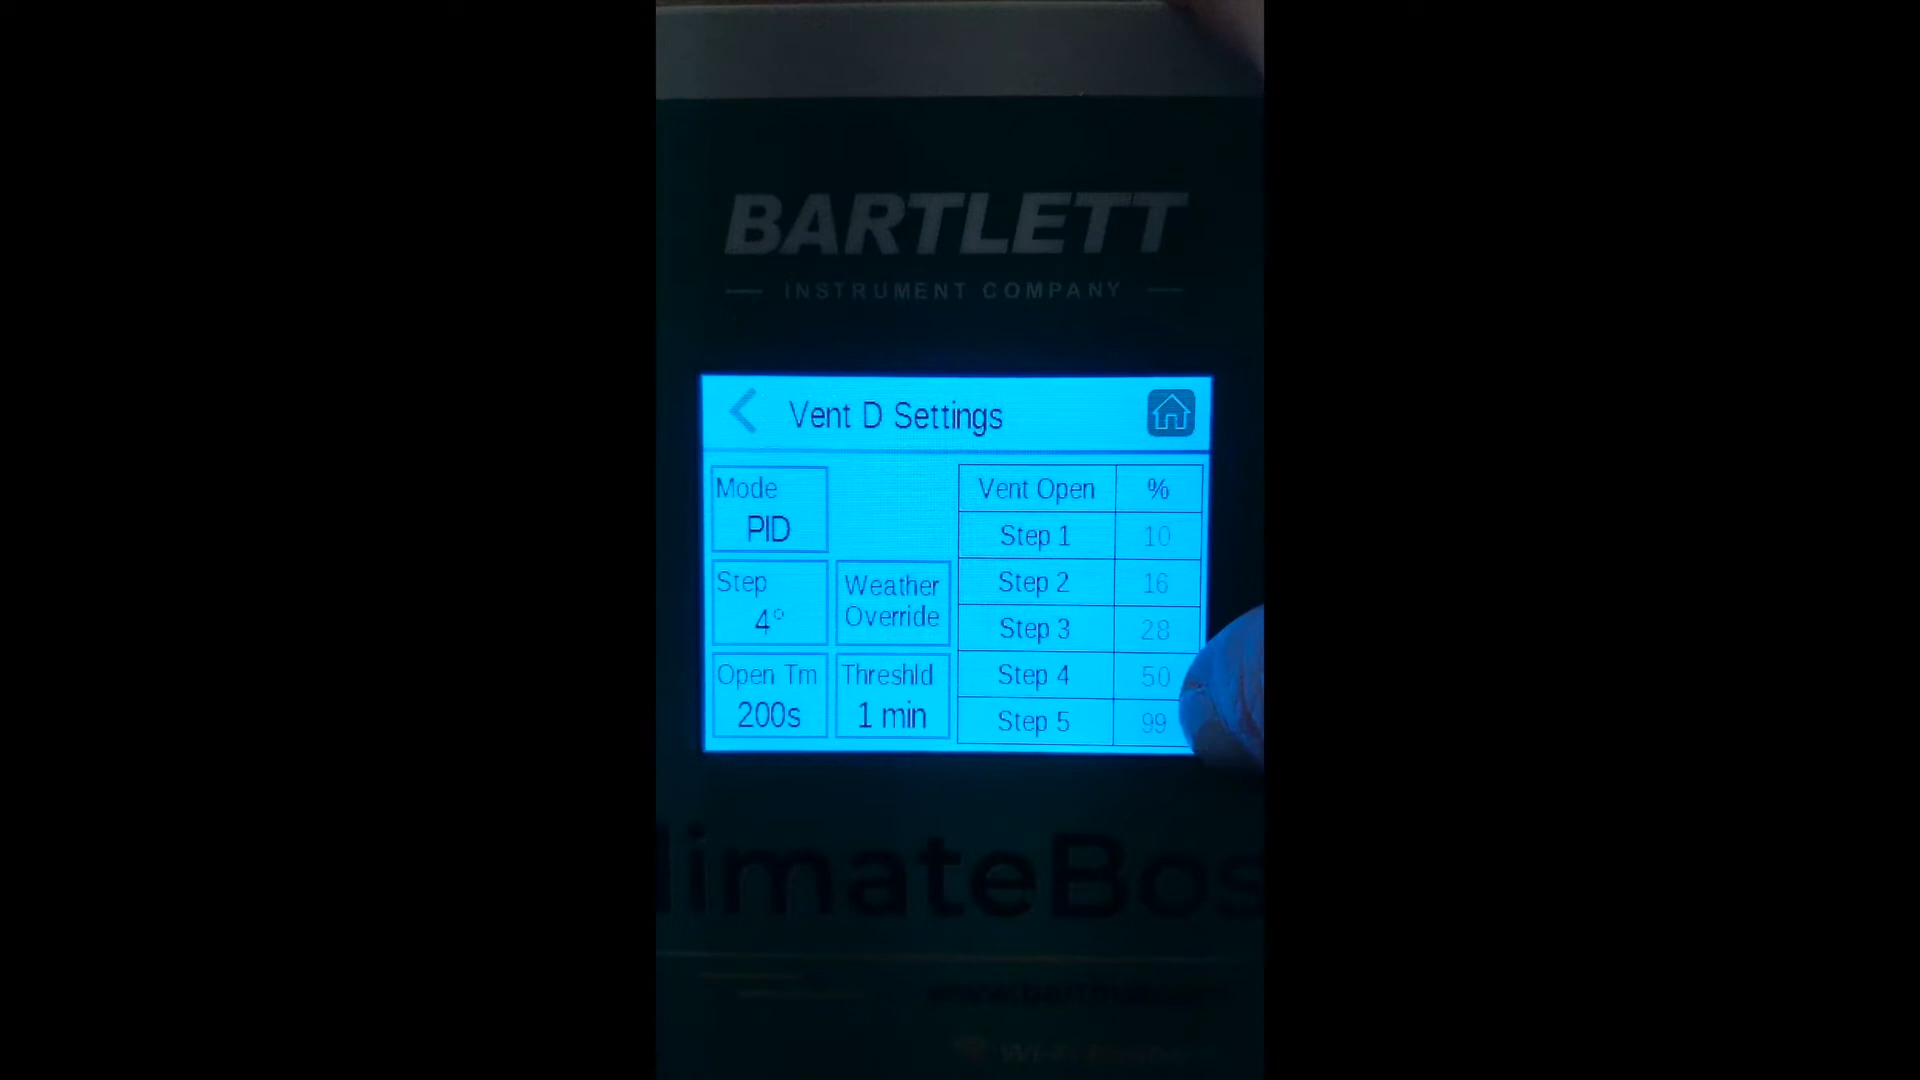 BARTLETT
INSTRUMENT COMPANY
Vent D Settings
Mode
PID
Step
4°
Weather
Override
Open Tm
200s
Threshld
1 min
Vent Open %
Step 1 10
Step 2 16
Step 3 28
Step 4 50
Step 5 99
limateBos